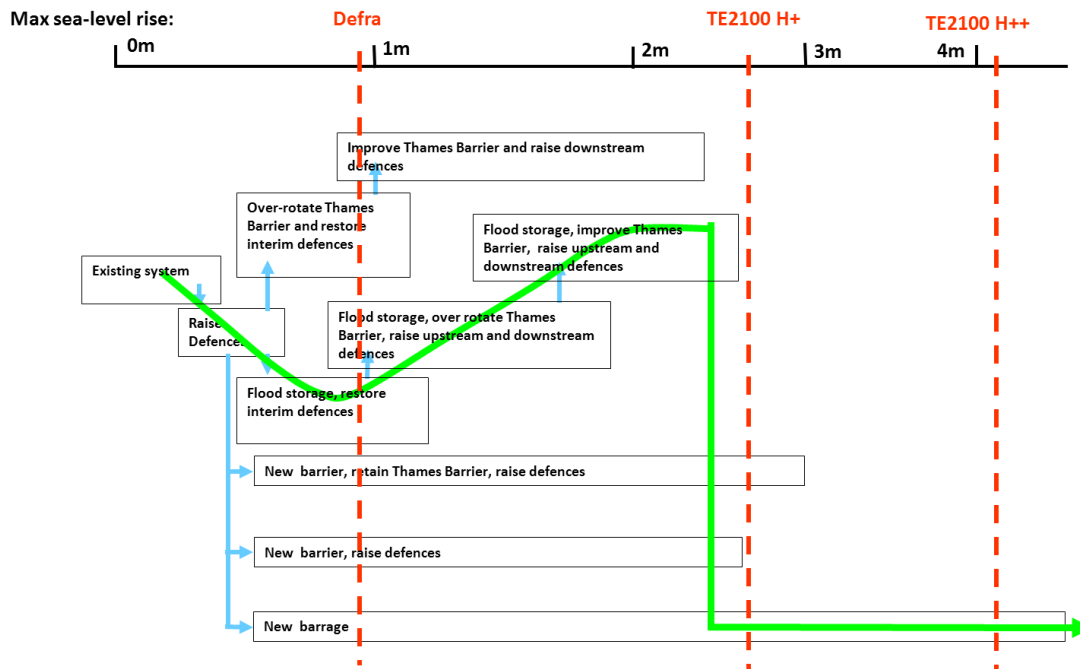 Max sea-level rise:
Defra
TE2100 H+
TE2100 H++
0m
1m
2m
3m
4m
Improve Thames Barrier and raise downstream
defences
Over-rotate Thames
Barrier and restore
interim defences
Flood storage, improve Thames
Barrier, raise upstream and
downstream defences
Existing system
Raise
Defences
Flood storage, over rotate Thames
Barrier, raise upstream and downstream
defences
Flood storage, restore
interim defences
New barrier, retain Thames Barrier, raise defences
New barrier, raise defences
New barrage